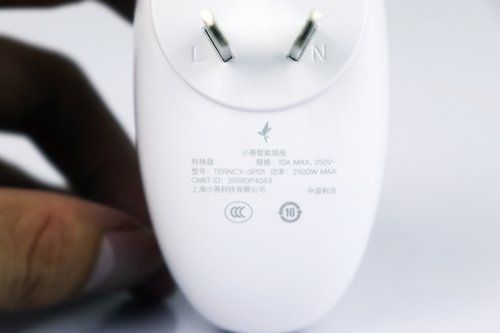 L N
小燕智能插座
转换器 规格: 10A MAX, 250V~
型号: TERNCY-SP01 功率: 2500W MAX
CMIIT ID: 2018DP4083
上海小燕科技有限公司 中国制造
CCC 10